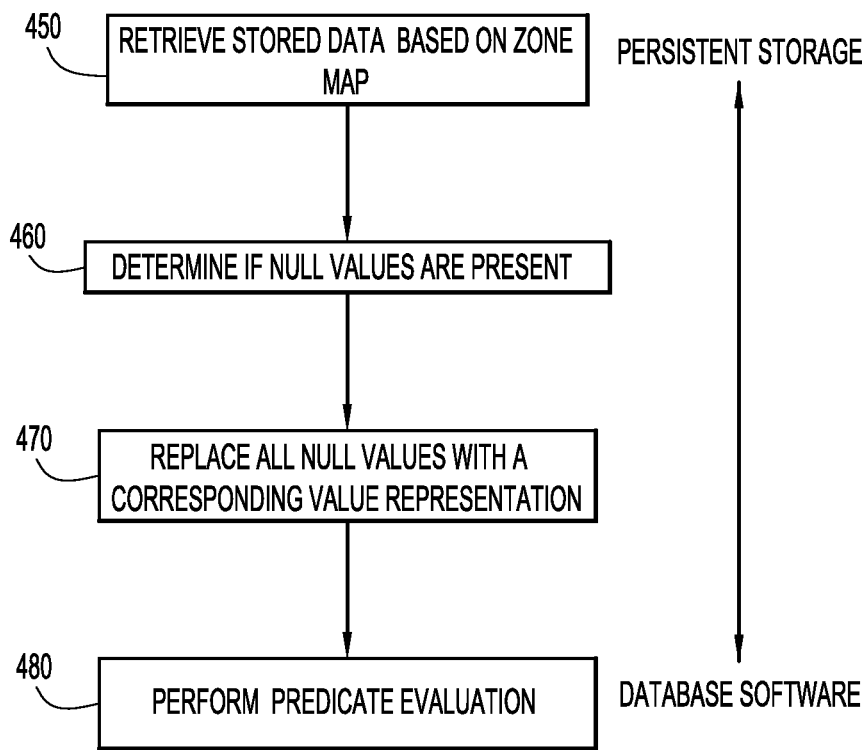 450
RETRIEVE STORED DATA BASED ON ZONE
MAP
PERSISTENT STORAGE
460
DETERMINE IF NULL VALUES ARE PRESENT
470
REPLACE ALL NULL VALUES WITH A
CORRESPONDING VALUE REPRESENTATION
480
PERFORM PREDICATE EVALUATION
DATABASE SOFTWARE